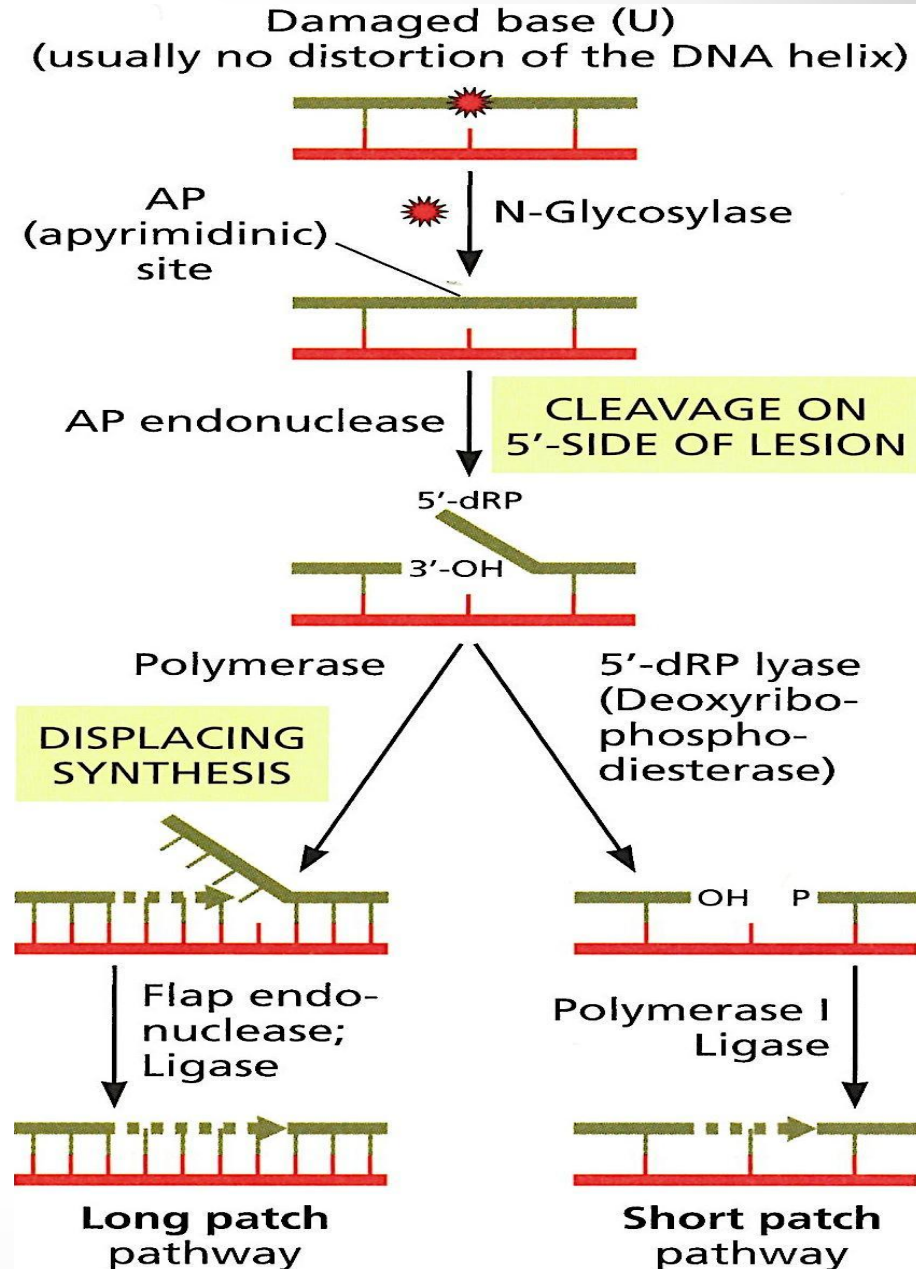 Damaged base (U)
(usually no distortion of the DNA helix)
AP
(apyrimidinic)
site
N-Glycosylase
AP endonuclease
CLEAVAGE ON
5′-SIDE OF LESION
5′-dRP
3′-OH
Polymerase
5′-dRP lyase
(Deoxyribo-
phospho-
diesterase)
DISPLACING
SYNTHESIS
OH P
Flap endo-
nuclease;
Ligase
Polymerase I
Ligase
Long patch
pathway
Short patch
pathway